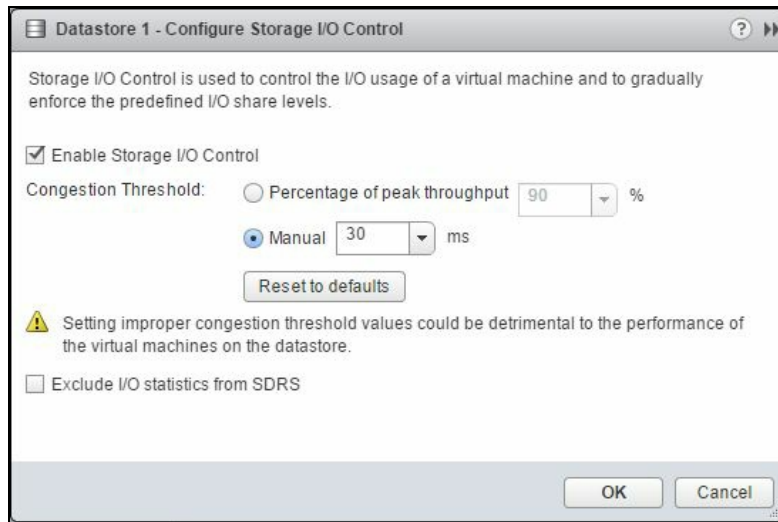 Datastore 1 - Configure Storage I/O Control
?
Storage I/O Control is used to control the I/O usage of a virtual machine and to gradually
enforce the predefined I/O share levels.
Enable Storage I/O Control
Congestion Threshold: Percentage of peak throughput 90 %
Manual 30 ms
Reset to defaults
Setting improper congestion threshold values could be detrimental to the performance of
the virtual machines on the datastore.
Exclude I/O statistics from SDRS
OK Cancel